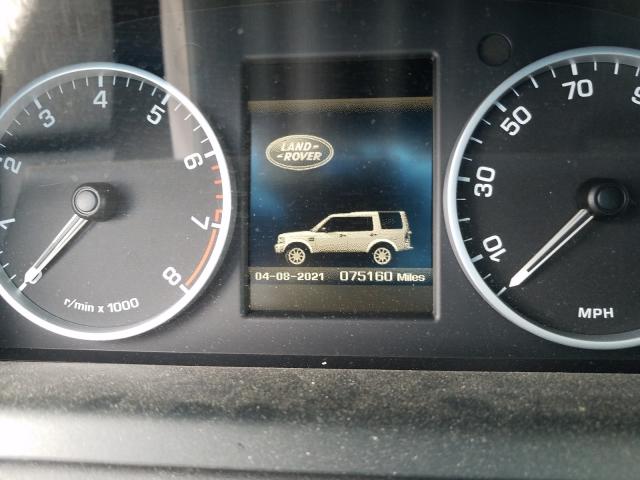 1 2 3 4 5 6 7 8
r/min x 1000
LAND-
-ROVER
04-08-2021 075160 Miles
10 30 50 70
MPH